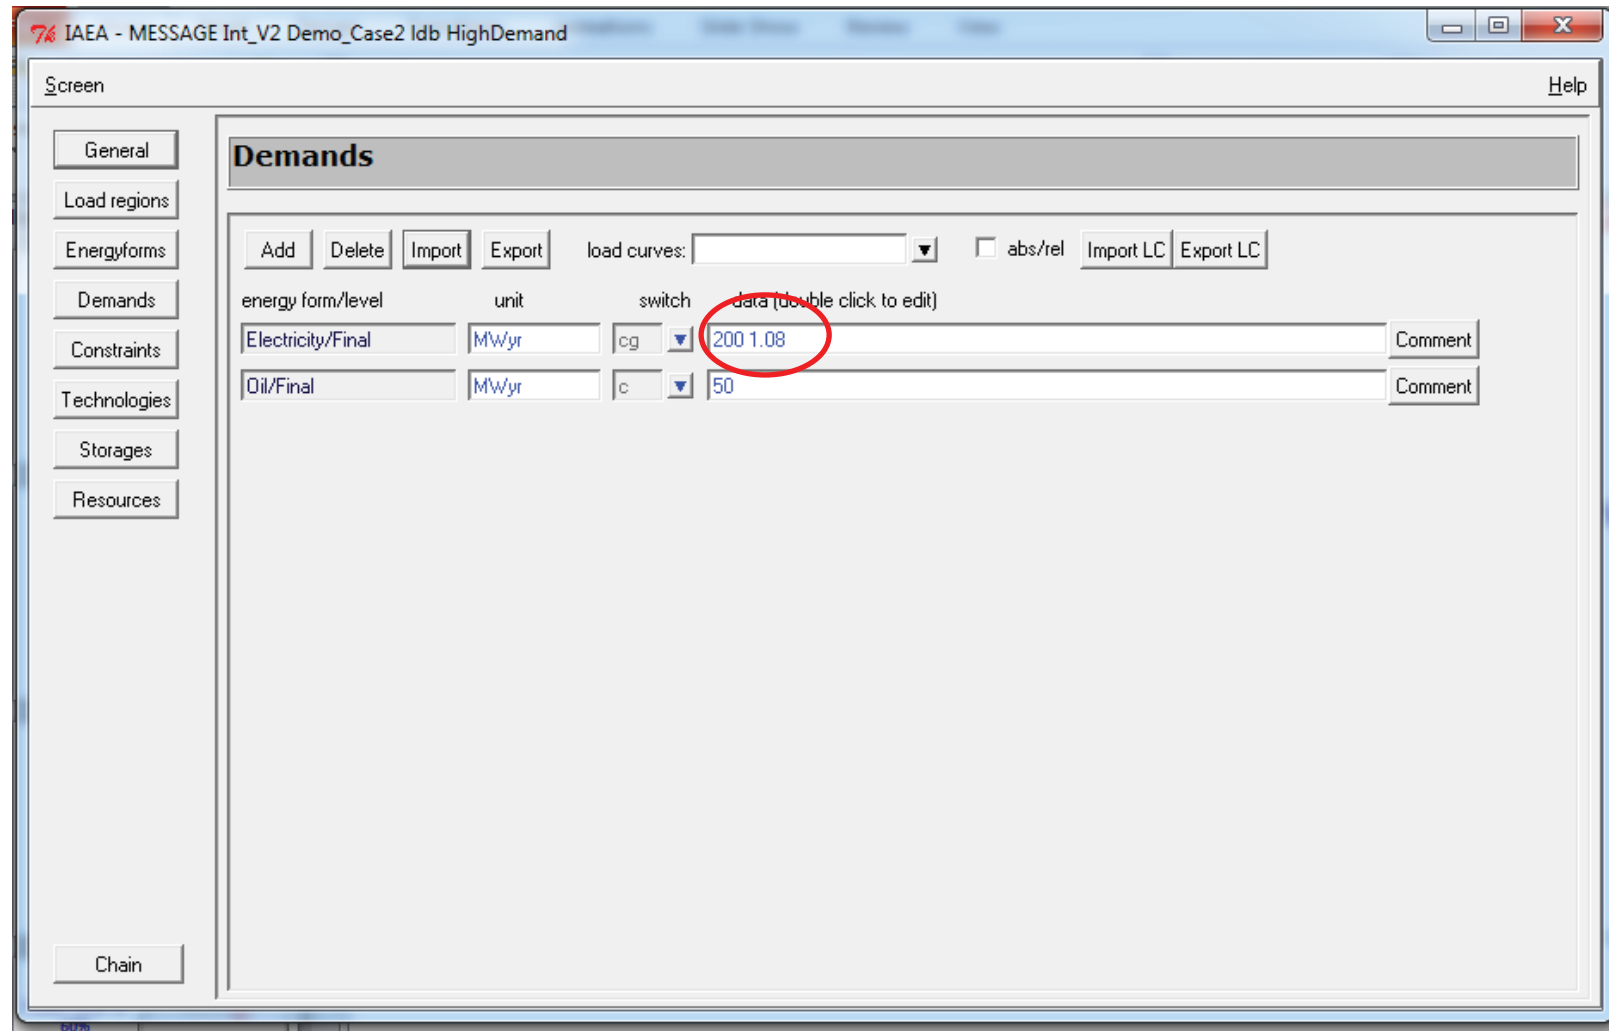 IAEA - MESSAGE Int_V2 Demo_Case2 ldb HighDemand
Screen Help
General
Load regions
Energyforms
Demands
Constraints
Technologies
Storages
Resources
Chain
Demands
Add Delete Import Export load curves: abs/rel Import LC Export LC
energy form/level unit switch data (double click to edit)
Electricity/Final MWyr cg 200 1.08 Comment
Oil/Final MWyr c 50 Comment
60%